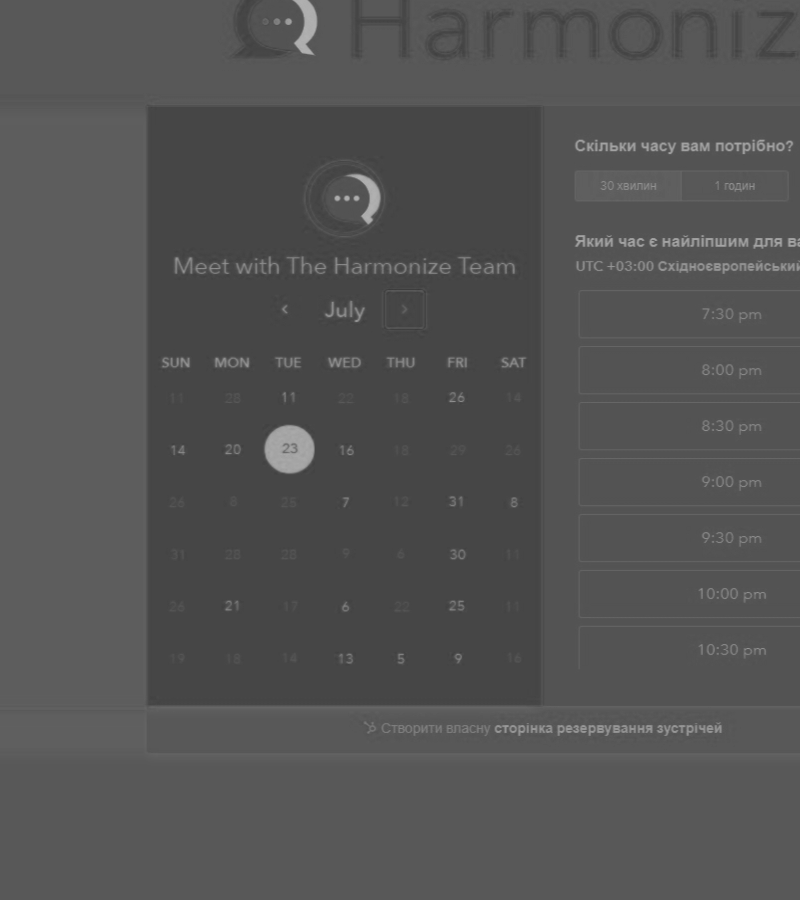 Harmoniz
Meet with The Harmonize Team
July
SUN MON TUE WED THU FRI SAT
11 28 11 22 18 26 14
14 20 23 16 18 29 26
26 8 25 7 12 31 8
31 28 28 9 6 30 11
26 21 17 6 22 25 11
19 18 14 13 5 9 16
Скільки часу вам потрібно?
30 хвилин 1 годин
Який час є найліпшим для ва
UTC +03:00 Східноєвропейський
7:30 pm
8:00 pm
8:30 pm
9:00 pm
9:30 pm
10:00 pm
10:30 pm
Створити власну сторінка резервування зустрічей